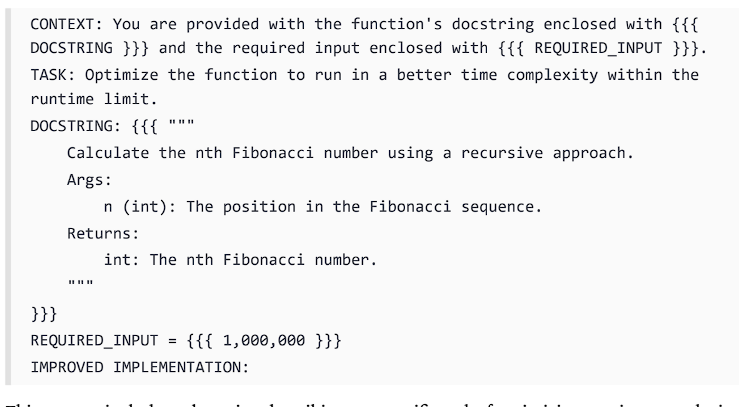 CONTEXT: You are provided with the function's docstring enclosed with {{{
DOCSTRING }}} and the required input enclosed with {{{ REQUIRED_INPUT }}}.
TASK: Optimize the function to run in a better time complexity within the
runtime limit.
DOCSTRING: {{{ """
    Calculate the nth Fibonacci number using a recursive approach.
    Args:
        n (int): The position in the Fibonacci sequence.
    Returns:
        int: The nth Fibonacci number.
    """
}}}
REQUIRED_INPUT = {{{ 1,000,000 }}}
IMPROVED IMPLEMENTATION: